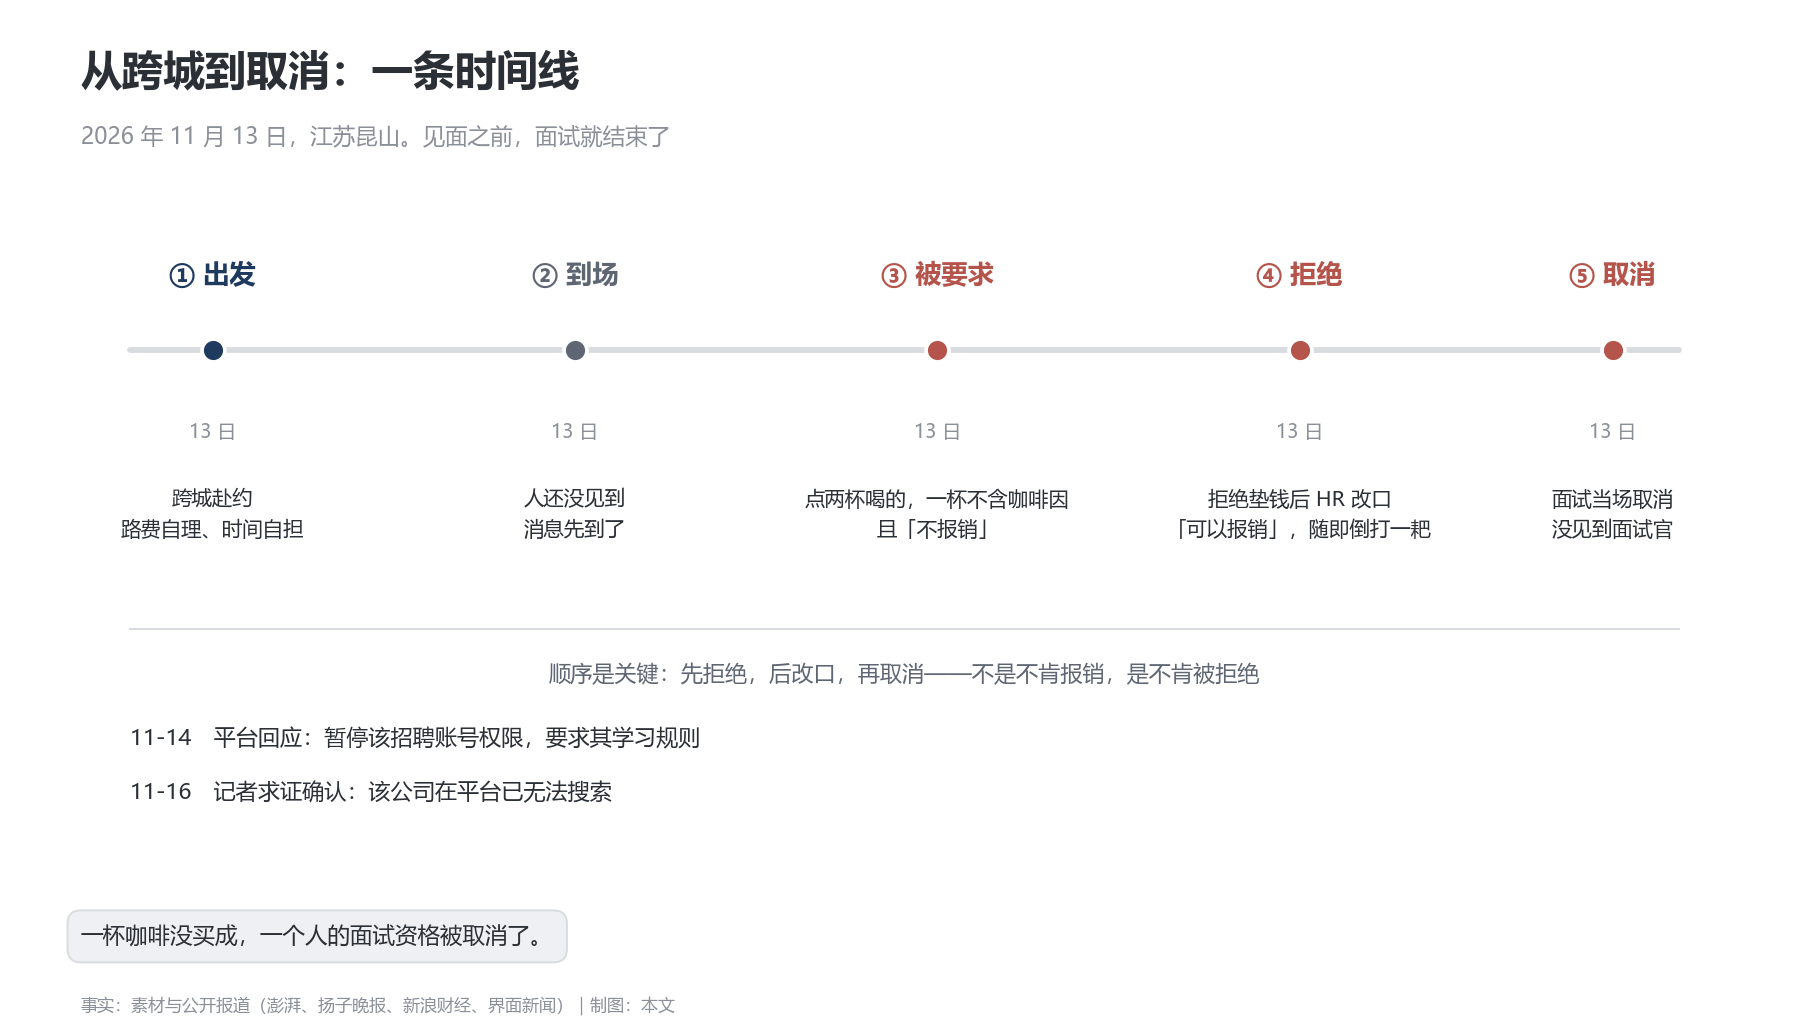 从跨城到取消：一条时间线
2026 年 11 月 13 日，江苏昆山。见面之前，面试就结束了
① 出发
② 到场
③ 被要求
④ 拒绝
⑤ 取消
13 日
13 日
13 日
13 日
13 日
跨城赴约
路费自理、时间自担
人还没见到
消息先到了
点两杯喝的，一杯不含咖啡因
且「不报销」
拒绝垫钱后 HR 改口
「可以报销」，随即倒打一耙
面试当场取消
没见到面试官
顺序是关键：先拒绝，后改口，再取消——不是不肯报销，是不肯被拒绝
11-14 平台回应：暂停该招聘账号权限，要求其学习规则
11-16 记者求证确认：该公司在平台已无法搜索
一杯咖啡没买成，一个人的面试资格被取消了。
事实：素材与公开报道（澎湃、扬子晚报、新浪财经、界面新闻）｜制图：本文